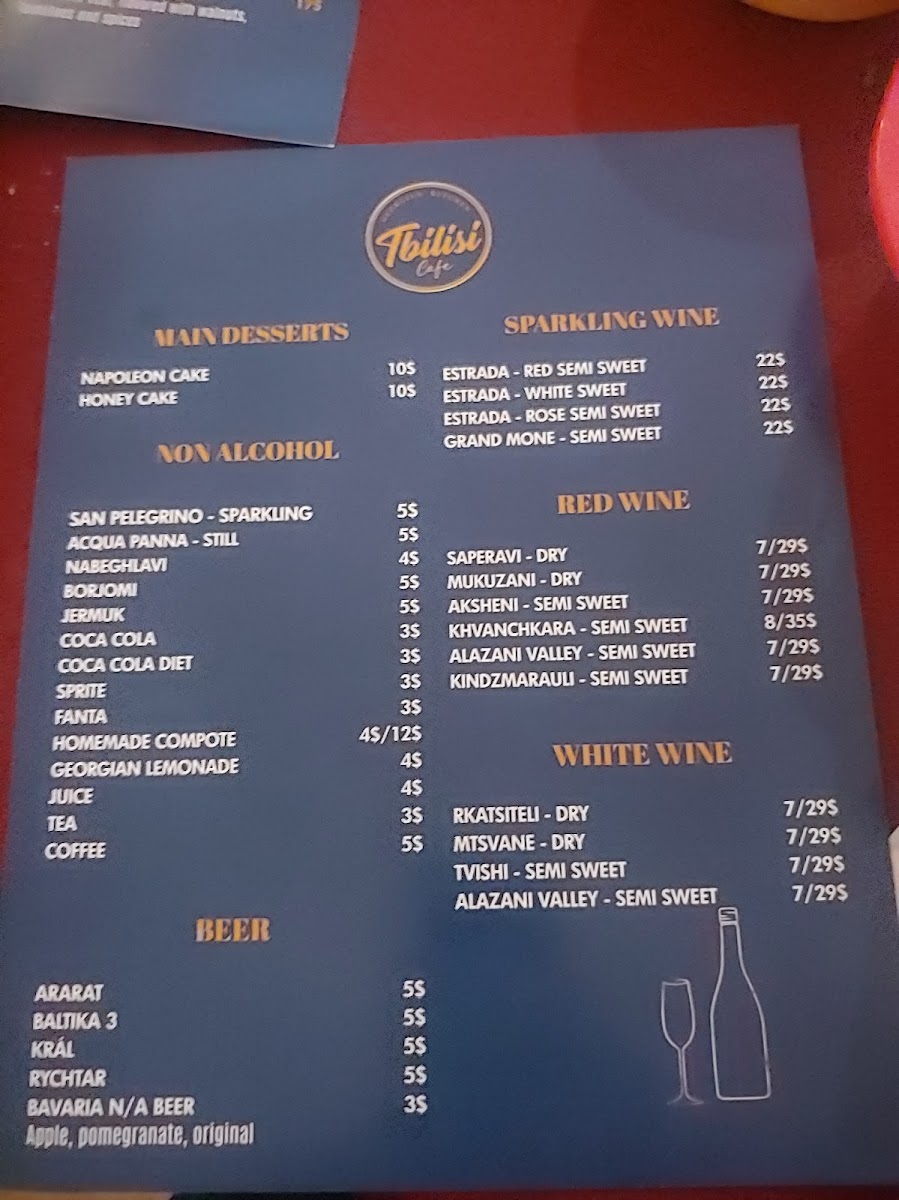 19$
and spices
Tbilisi
Cafe
MAIN DESSERTS
NAPOLEON CAKE 10$
HONEY CAKE 10$
NON ALCOHOL
SAN PELEGRINO - SPARKLING 5$
ACQUA PANNA - STILL 5$
NABEGHLAVI 4$
BORJOMI 5$
JERMUK 5$
COCA COLA 3$
COCA COLA DIET 3$
SPRITE 3$
FANTA 3$
HOMEMADE COMPOTE 4$/12$
GEORGIAN LEMONADE 4$
JUICE 4$
TEA 3$
COFFEE 5$
BEER
ARARAT 5$
BALTIKA 3 5$
KRÁL 5$
RYCHTAR 5$
BAVARIA N/A BEER 3$
Apple, pomegranate, original
SPARKLING WINE
ESTRADA - RED SEMI SWEET 22$
ESTRADA - WHITE SWEET 22$
ESTRADA - ROSE SEMI SWEET 22$
GRAND MONE - SEMI SWEET 22$
RED WINE
SAPERAVI - DRY 7/29$
MUKUZANI - DRY 7/29$
AKSHENI - SEMI SWEET 7/29$
KHVANCHKARA - SEMI SWEET 8/35$
ALAZANI VALLEY - SEMI SWEET 7/29$
KINDZMARAULI - SEMI SWEET 7/29$
WHITE WINE
RKATSITELI - DRY 7/29$
MTSVANE - DRY 7/29$
TVISHI - SEMI SWEET 7/29$
ALAZANI VALLEY - SEMI SWEET 7/29$